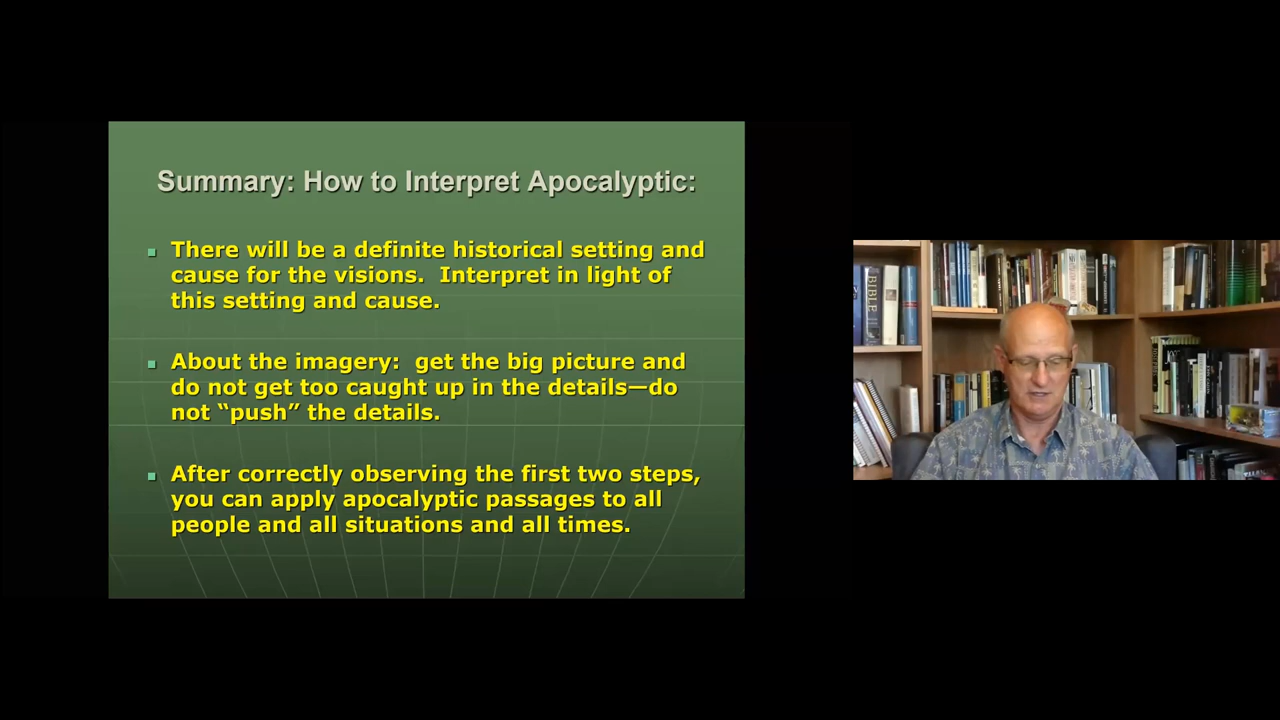 Summary: How to Interpret Apocalyptic:
There will be a definite historical setting and
cause for the visions.  Interpret in light of
this setting and cause.
About the imagery:  get the big picture and
do not get too caught up in the details—do
not “push” the details.
After correctly observing the first two steps,
you can apply apocalyptic passages to all
people and all situations and all times.
BIBLE